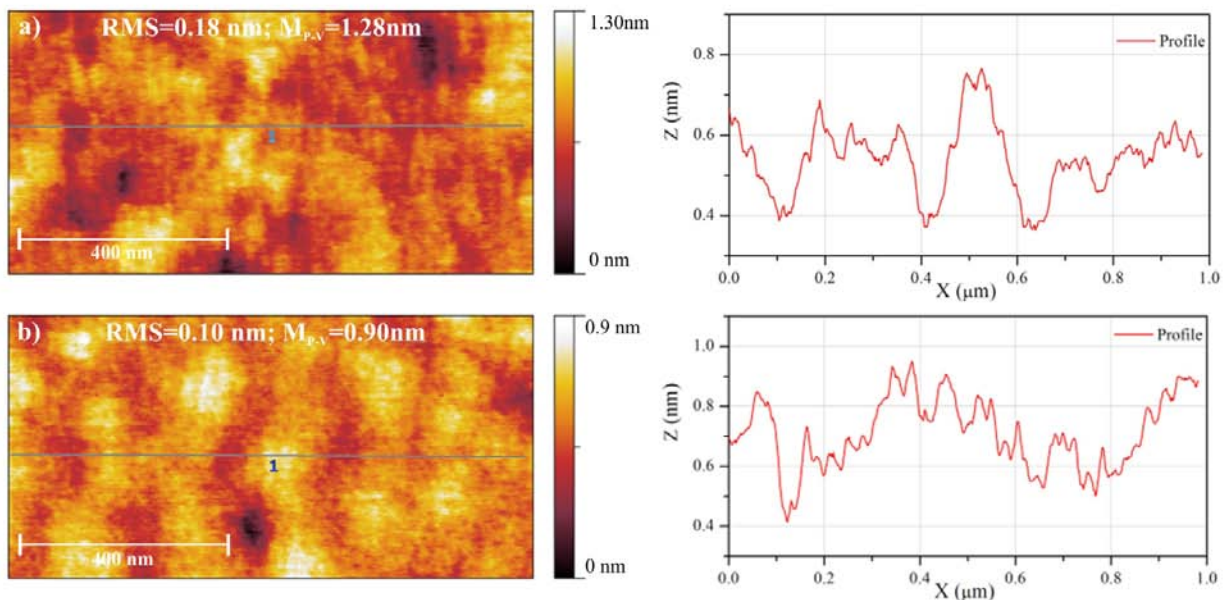 a) RMS=0.18 nm; MP-V=1.28nm
1
400 nm
1.30nm
0 nm
Profile
Z (nm)
0.8
0.6
0.4
0.0 0.2 0.4 0.6 0.8 1.0
X (μm)
b) RMS=0.10 nm; MP-V=0.90nm
1
400 nm
0.9 nm
0 nm
Profile
Z (nm)
1.0
0.8
0.6
0.4
0.0 0.2 0.4 0.6 0.8 1.0
X (μm)